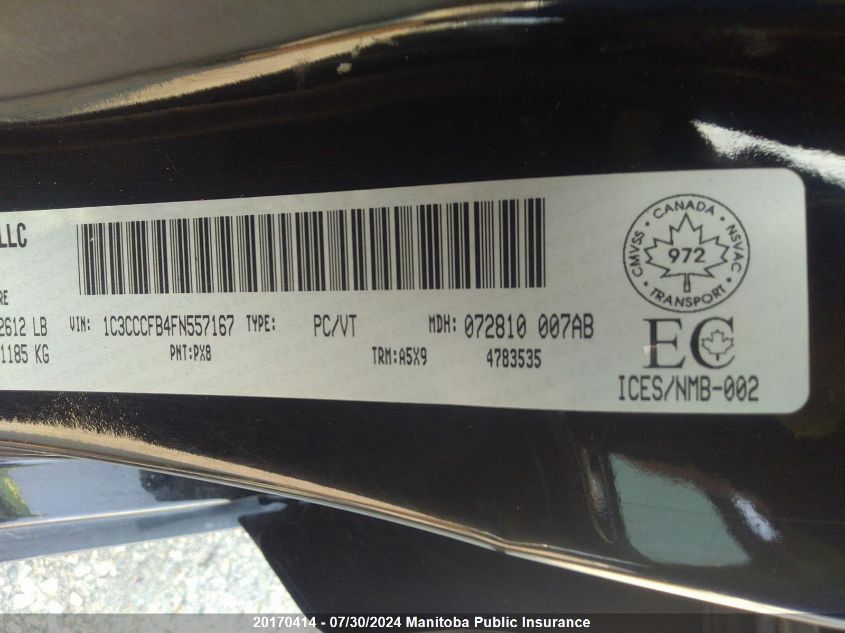 LLC
RE
2612 LB
1185 KG
VIN: 1C3CCCFB4FN557167 TYPE: PC/VT MDH: 072810 007AB
PNT:PX8 TRM:A5X9 4783535
CANADA
CMVSS
NSVAC
972
TRANSPORT
EC
ICES/NMB-002
20170414 / 07/30/2024 Manitoba Public Insurance